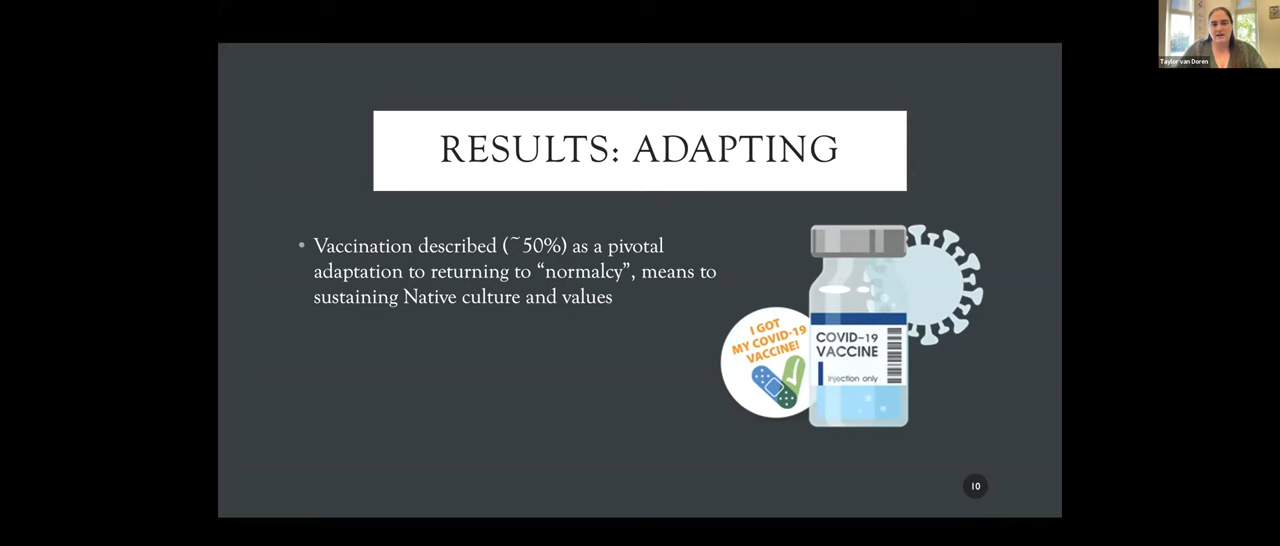 Taylor van Doren
RESULTS: ADAPTING
• Vaccination described (~50%) as a pivotal
adaptation to returning to “normalcy”, means to
sustaining Native culture and values
I GOT
MY COVID-19
VACCINE!
COVID-19
VACCINE
Injection only
10